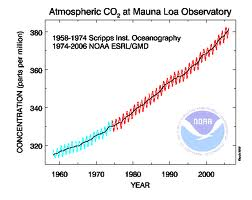 Atmospheric CO2 at Mauna Loa Observatory
1958-1974 Scripps Inst. Oceanography
1974-2006 NOAA ESRL/GMD
CONCENTRATION (parts per million)
380
360
340
320
NOAA
1960
1970
1980
1990
2000
YEAR